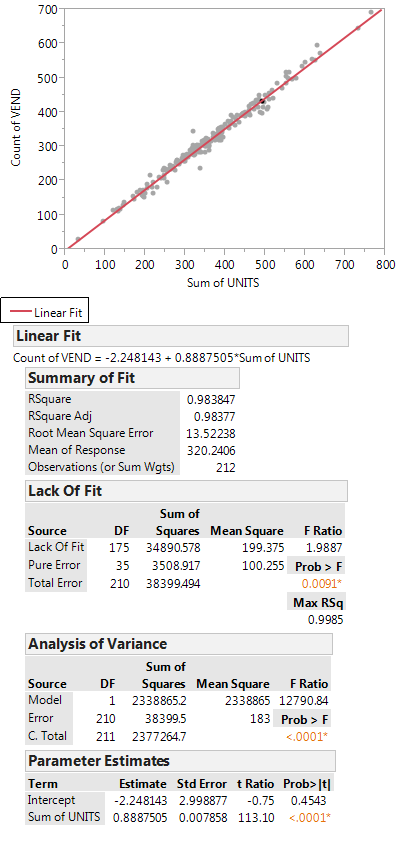 700
600
500
400
300
200
100
0
Count of VEND
0 100 200 300 400 500 600 700 800
Sum of UNITS
Linear Fit
Linear Fit
Count of VEND = -2.248143 + 0.8887505*Sum of UNITS
Summary of Fit
RSquare 0.983847
RSquare Adj 0.98377
Root Mean Square Error 13.52238
Mean of Response 320.2406
Observations (or Sum Wgts) 212
Lack Of Fit
Sum of
Source DF Squares Mean Square F Ratio
Lack Of Fit 175 34890.578 199.375 1.9887
Pure Error 35 3508.917 100.255 Prob > F
Total Error 210 38399.494 0.0091*
Max RSq
0.9985
Analysis of Variance
Sum of
Source DF Squares Mean Square F Ratio
Model 1 2338865.2 2338865 12790.84
Error 210 38399.5 183 Prob > F
C. Total 211 2377264.7 <.0001*
Parameter Estimates
Term Estimate Std Error t Ratio Prob>|t|
Intercept -2.248143 2.998877 -0.75 0.4543
Sum of UNITS 0.8887505 0.007858 113.10 <.0001*